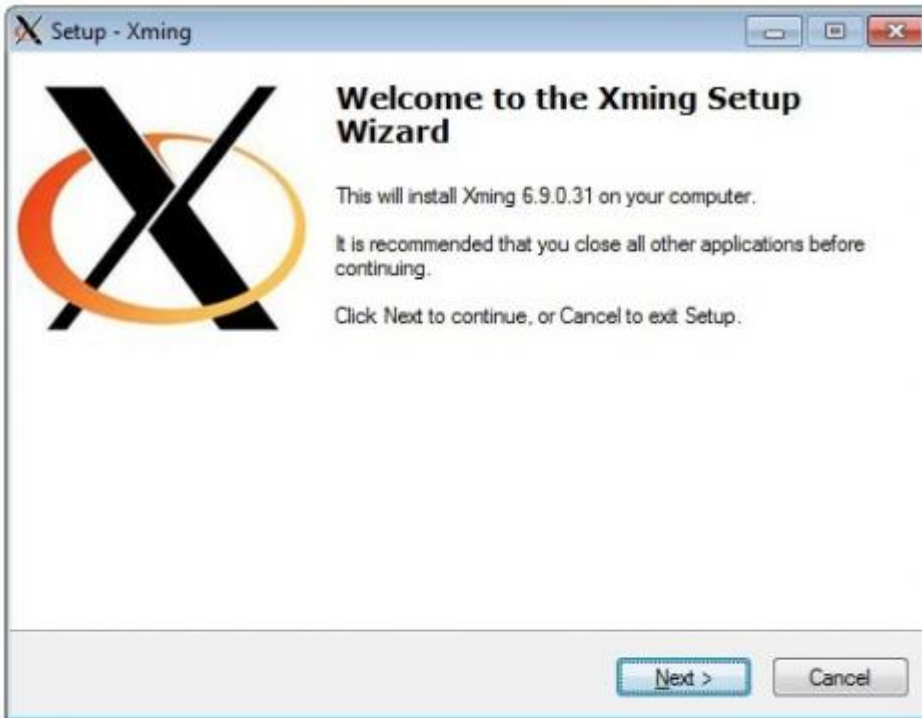 Setup - Xming
Welcome to the Xming Setup
Wizard
This will install Xming 6.9.0.31 on your computer.
It is recommended that you close all other applications before
continuing.
Click Next to continue, or Cancel to exit Setup.
Next >
Cancel